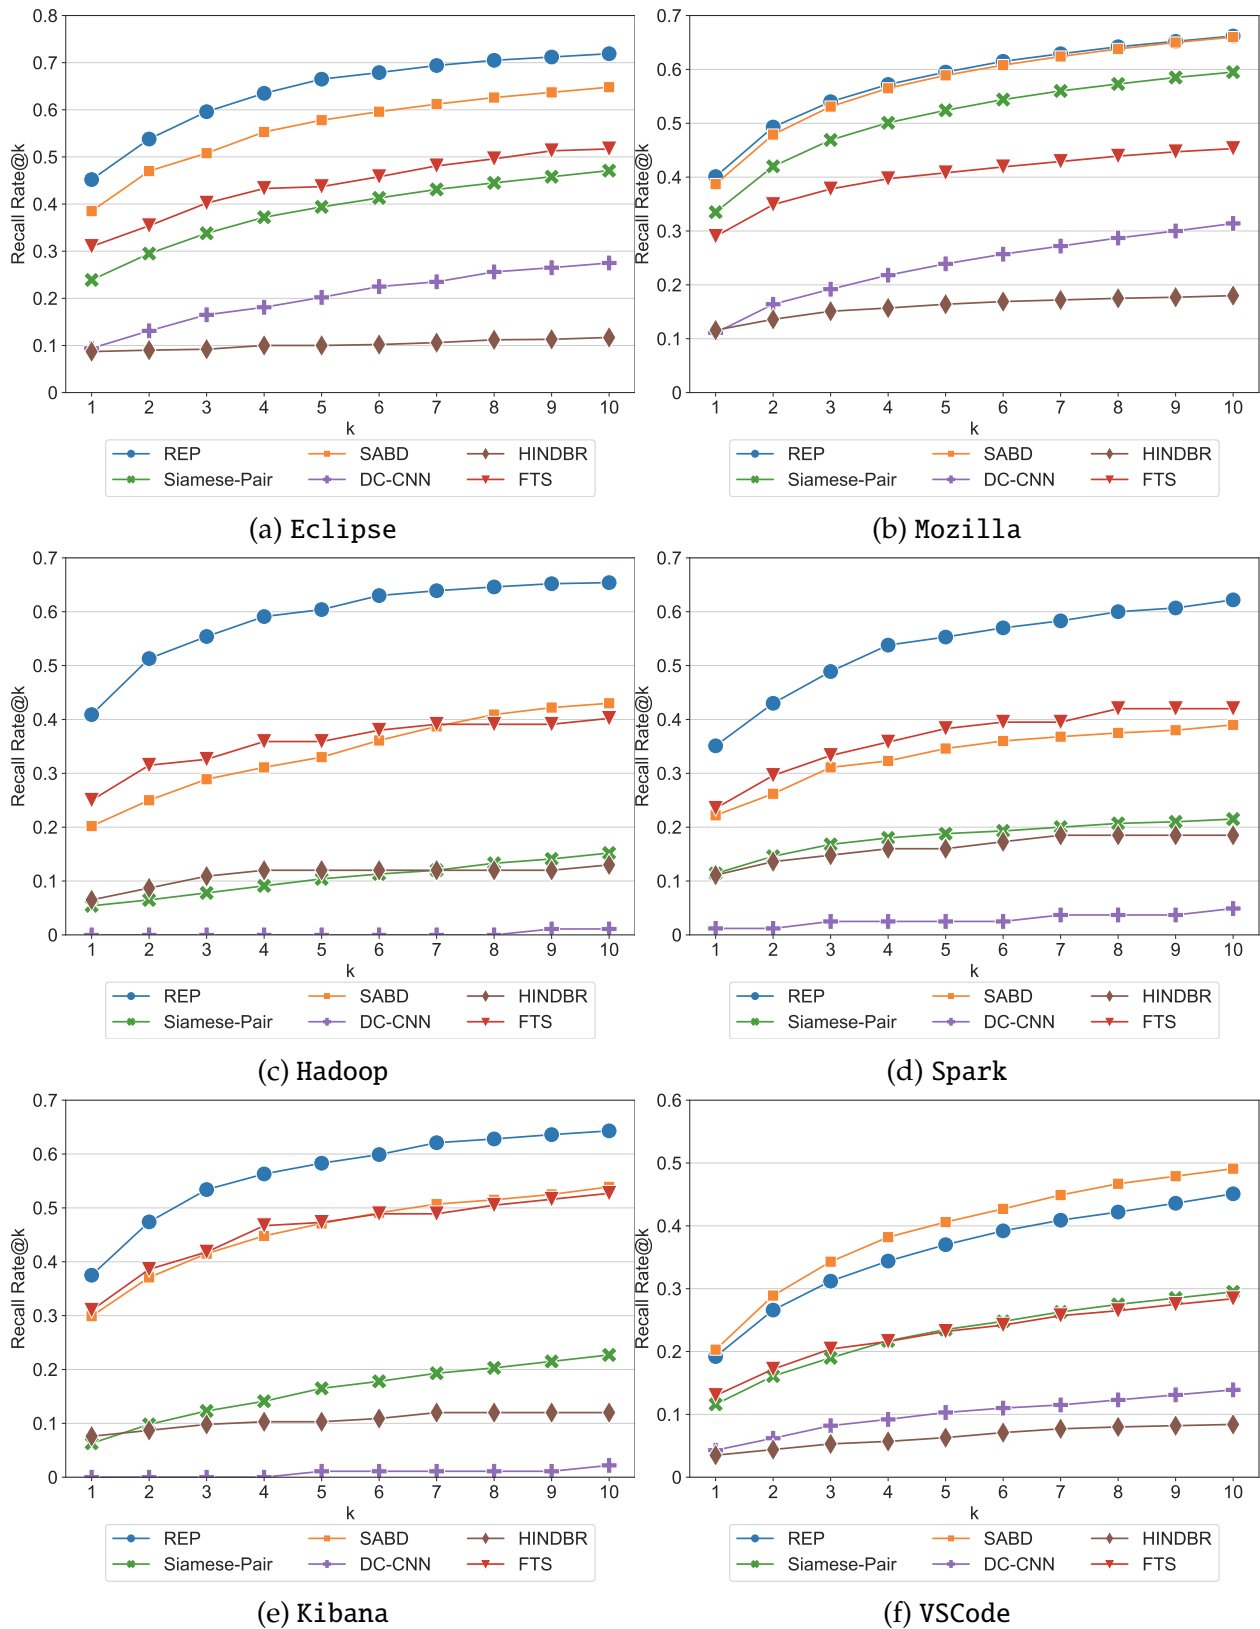 0.8
0.7
0.6
0.5
0.4
0.3
0.2
0.1
0
Recall Rate@k
1 2 3 4 5 6 7 8 9 10
k
REP SABD HINDBR
Siamese-Pair DC-CNN FTS
(a) Eclipse
0.7
0.6
0.5
0.4
0.3
0.2
0.1
0
Recall Rate@k
1 2 3 4 5 6 7 8 9 10
k
REP SABD HINDBR
Siamese-Pair DC-CNN FTS
(b) Mozilla
0.7
0.6
0.5
0.4
0.3
0.2
0.1
0
Recall Rate@k
1 2 3 4 5 6 7 8 9 10
k
REP SABD HINDBR
Siamese-Pair DC-CNN FTS
(c) Hadoop
0.7
0.6
0.5
0.4
0.3
0.2
0.1
0
Recall Rate@k
1 2 3 4 5 6 7 8 9 10
k
REP SABD HINDBR
Siamese-Pair DC-CNN FTS
(d) Spark
0.7
0.6
0.5
0.4
0.3
0.2
0.1
0
Recall Rate@k
1 2 3 4 5 6 7 8 9 10
k
REP SABD HINDBR
Siamese-Pair DC-CNN FTS
(e) Kibana
0.6
0.5
0.4
0.3
0.2
0.1
0
Recall Rate@k
1 2 3 4 5 6 7 8 9 10
k
REP SABD HINDBR
Siamese-Pair DC-CNN FTS
(f) VSCode